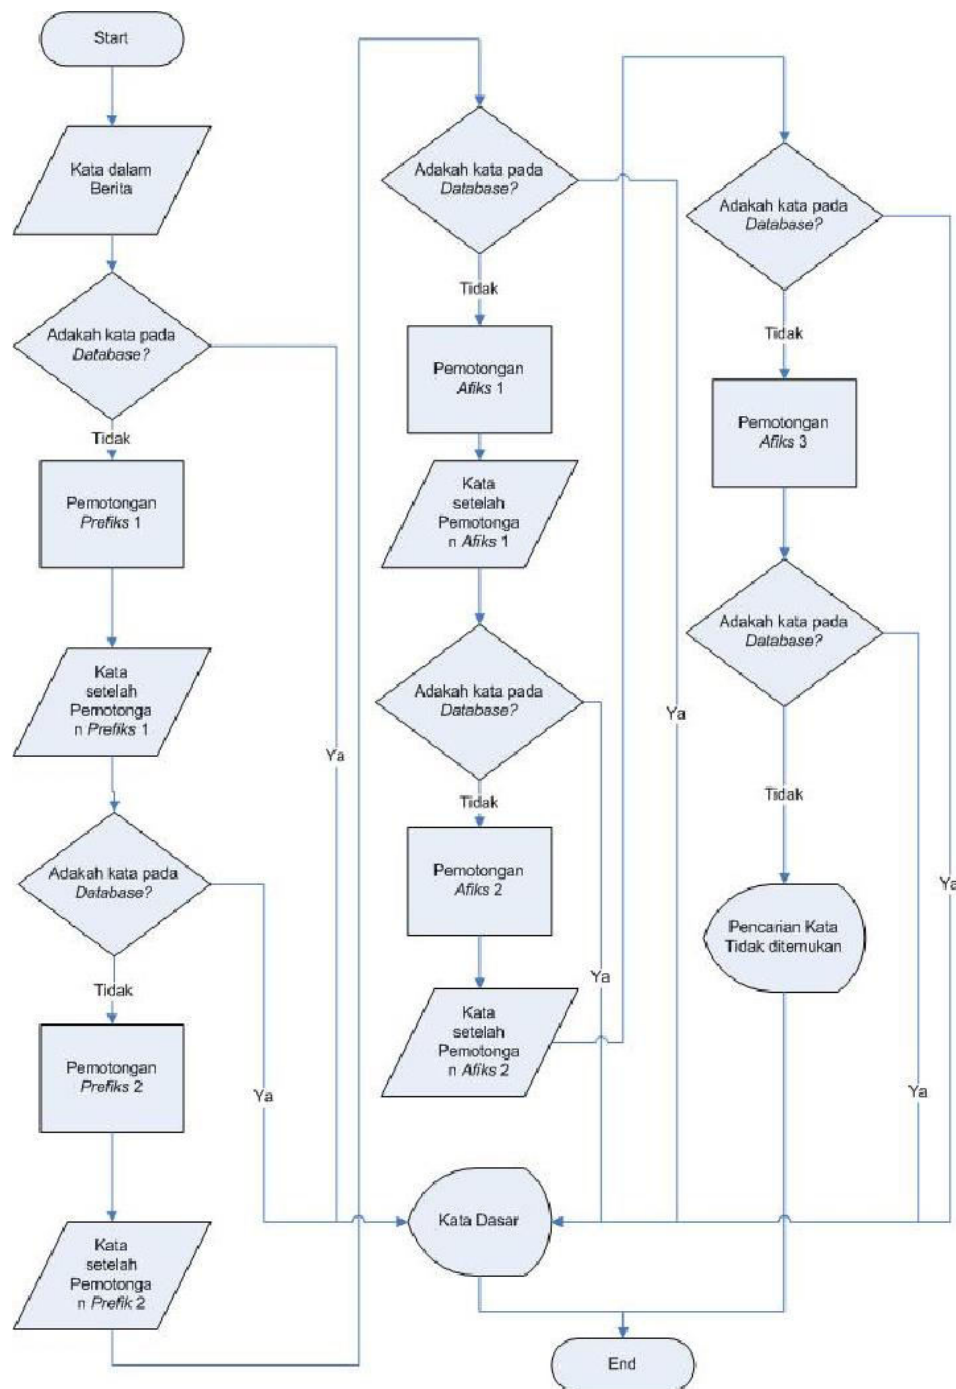 Start
Kata dalam
Berita
Adakah kata pada
Database?
Tidak
Pemotongan
Prefiks 1
Kata
setelah
Pemotonga
n Prefiks 1
Ya
Adakah kata pada
Database?
Tidak
Pemotongan
Prefiks 2
Ya
Kata
setelah
Pemotonga
n Prefik 2
Adakah kata pada
Database?
Tidak
Pemotongan
Afiks 1
Kata
setelah
Pemotonga
n Afiks 1
Adakah kata pada
Database?
Ya
Tidak
Pemotongan
Afiks 2
Ya
Kata
setelah
Pemotonga
n Afiks 2
Kata Dasar
Adakah kata pada
Database?
Tidak
Pemotongan
Afiks 3
Adakah kata pada
Database?
Tidak
Ya
Pencarian Kata
Tidak ditemukan
Ya
End